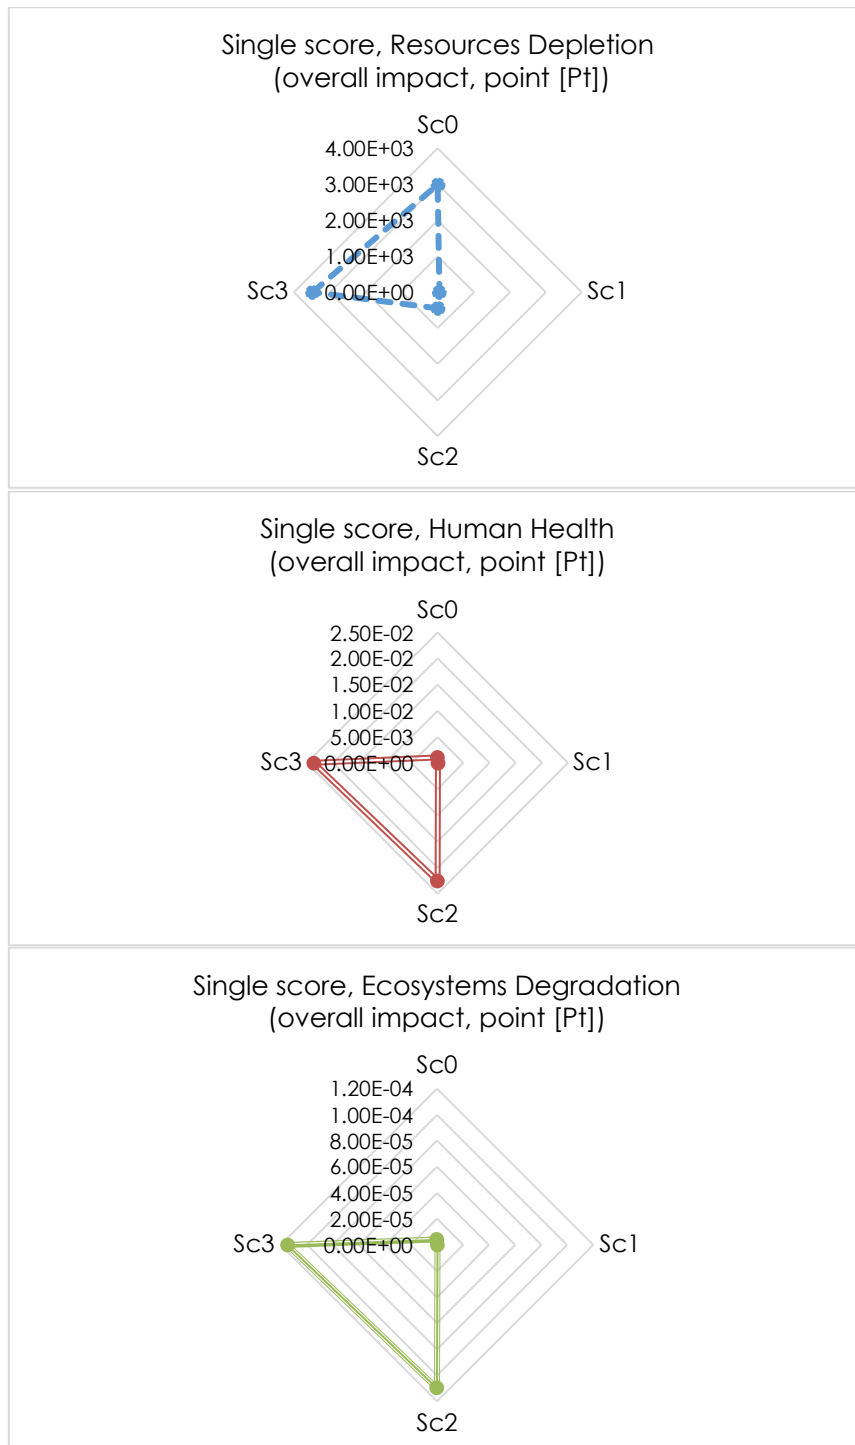 Single score, Resources Depletion
(overall impact, point [Pt])
Sc0
4.00E+03
3.00E+03
2.00E+03
1.00E+03
Sc3
0.00E+00
Sc1
Sc2
Single score, Human Health
(overall impact, point [Pt])
Sc0
2.50E-02
2.00E-02
1.50E-02
1.00E-02
5.00E-03
Sc3
0.00E+00
Sc1
Sc2
Single score, Ecosystems Degradation
(overall impact, point [Pt])
Sc0
1.20E-04
1.00E-04
8.00E-05
6.00E-05
4.00E-05
2.00E-05
Sc3
0.00E+00
Sc1
Sc2